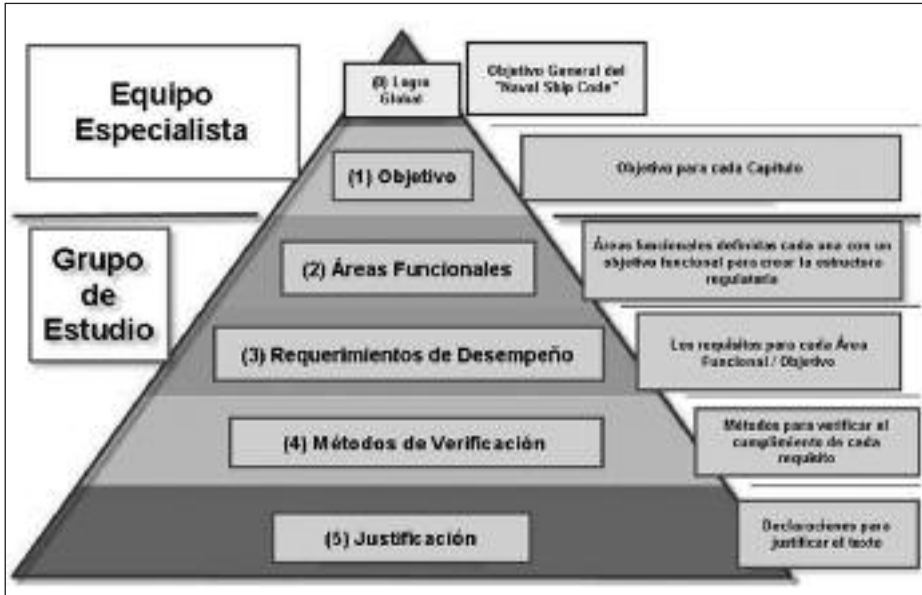 Equipo
Especialista
(0) Logro
Global
Objetivo General del
"Naval Ship Code"
(1) Objetivo
Objetivo para cada Capítulo
Grupo
de
Estudio
(2) Áreas Funcionales
Áreas funcionales definidas cada una con un
objetivo funcional para crear la estructura
regulatoria
(3) Requerimientos de Desempeño
Los requisitos para cada Área
Funcional / Objetivo
(4) Métodos de Verificación
Métodos para verificar el
cumplimiento de cada
requisito
(5) Justificación
Declaraciones para
justificar el texto